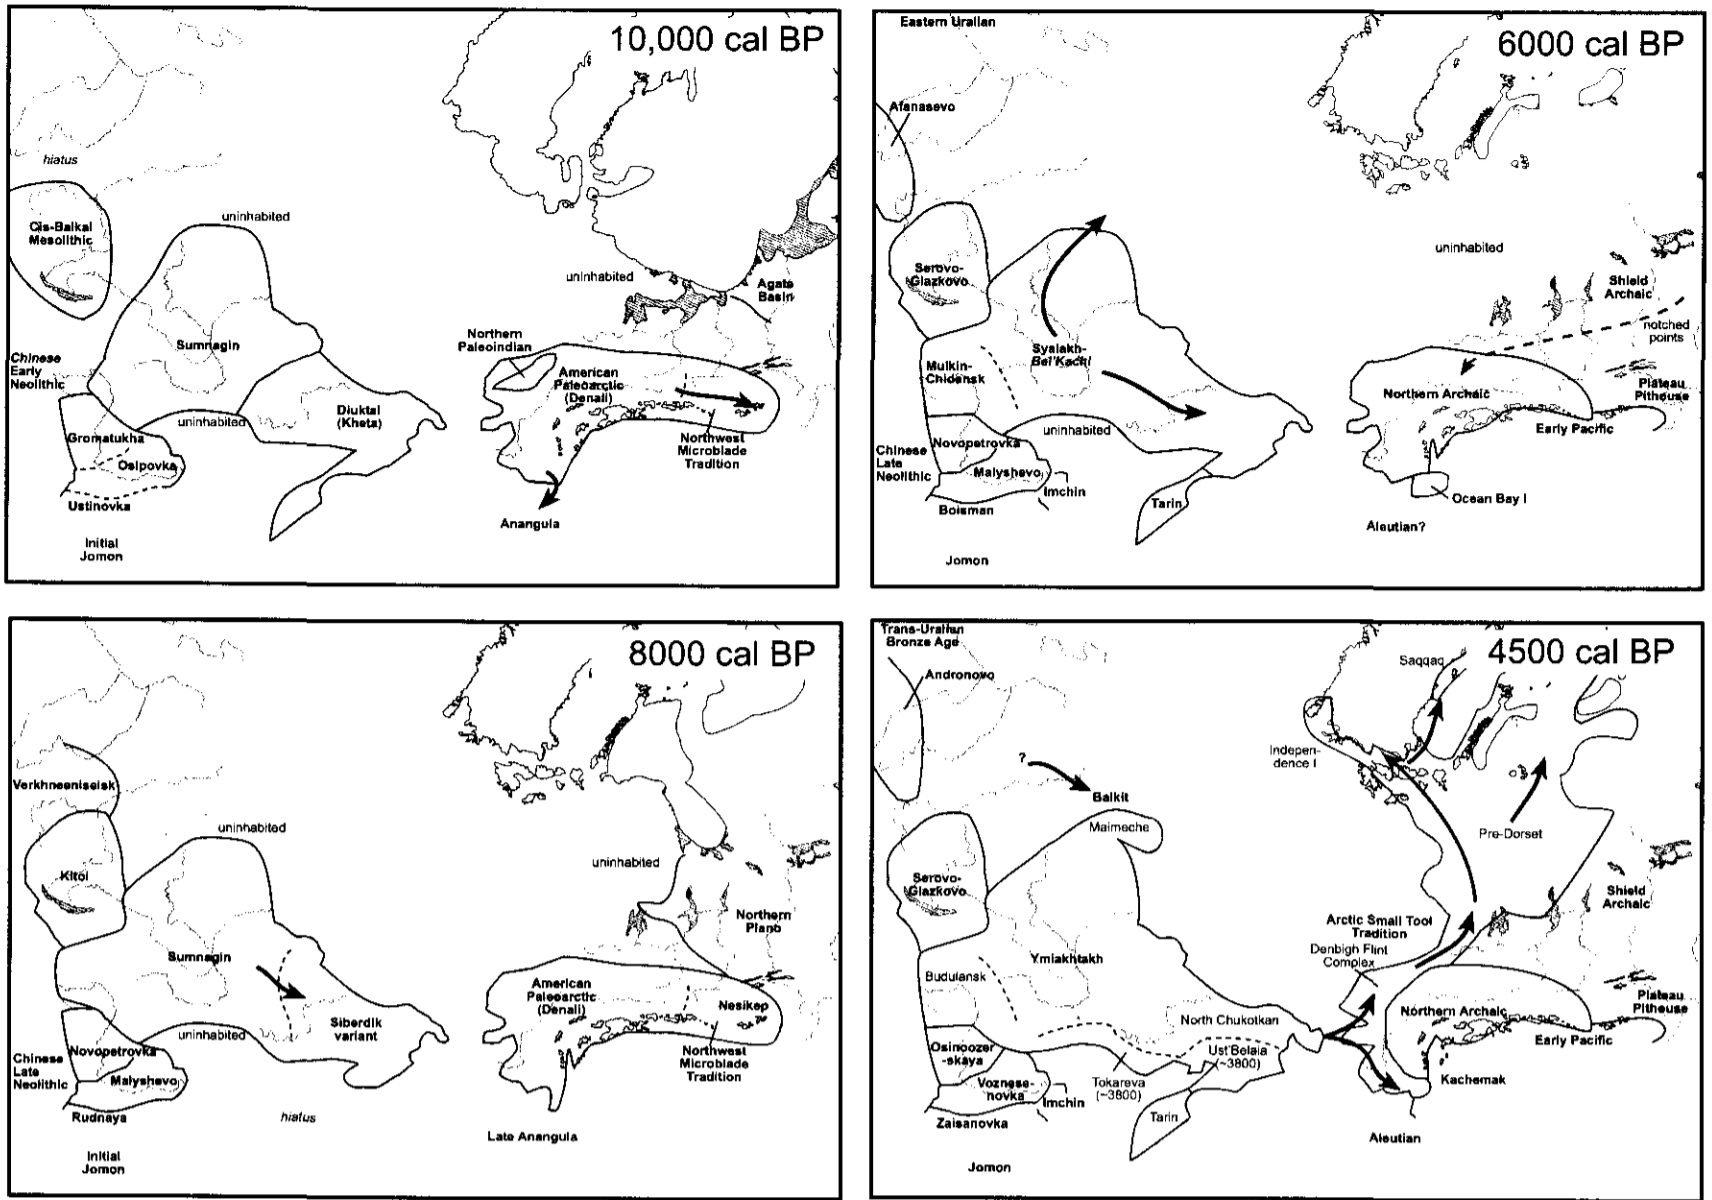 10,000 cal BP
hiatus
uninhabited
Cis-Baikal
Mesolithic
uninhabited
Agate
Basin
Northern
Paleoindian
Sumnagin
Chinese
Early
Neolithic
American
Paleoarctic
(Denali)
Diuktai
(Kheta)
uninhabited
Gromatukha
Osipovka
Northwest
Microblade
Tradition
Ustinovka
Anangula
Initial
Jomon
Eastern Uralian
6000 cal BP
Afanasevo
uninhabited
Serovo-
Glazkovo
Shield
Archaic
notched
points
Syalakh-
Bel'Kachi
Mulkin-
Chidansk
Northern Archaic
Plateau
Pithouse
uninhabited
Early Pacific
Novopetrovka
Chinese
Late
Neolithic
Malyshevo
Imchin
Tarin
Ocean Bay I
Boisman
Aleutian?
Jomon
8000 cal BP
Verkhneeniseisk
uninhabited
uninhabited
Kitoi
Northern
Plano
Sumnagin
American
Paleoarctic
(Denali)
Nesikep
Siberdik
variant
uninhabited
Novopetrovka
Chinese
Late
Neolithic
Malyshevo
Northwest
Microblade
Tradition
Rudnaya
hiatus
Late Anangula
Initial
Jomon
Trans-Uralian
Bronze Age
4500 cal BP
Saqqaq
Andronovo
Indepen-
dence I
?
Baikit
Maimeche
Pre-Dorset
Serovo-
Glazkovo
Shield
Archaic
Arctic Small Tool
Tradition
Denbigh Flint
Complex
Ymiakhtakh
Budulansk
Plateau
Pithouse
Northern Archaic
North Chukotkan
Early Pacific
Osinoozer
-skaya
Ust'Belaia
(~3800)
Kachemak
Voznese-
novka
Tokareva
(~3800)
Imchin
Tarin
Zaisanovka
Aleutian
Jomon